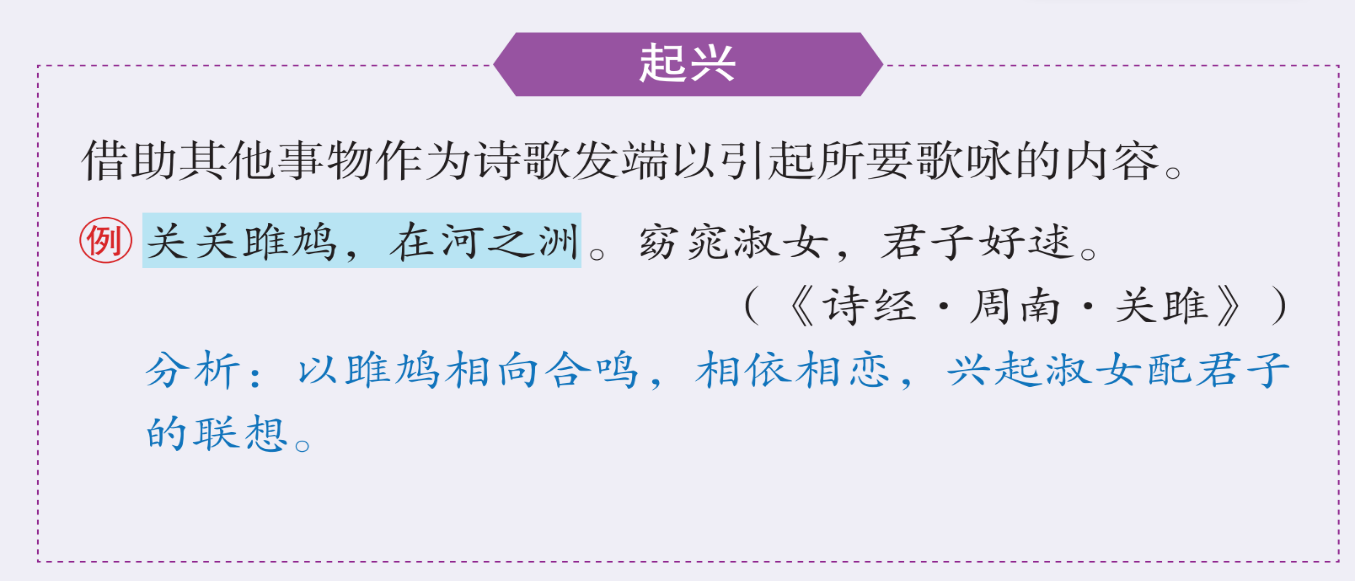 起兴
借助其他事物作为诗歌发端以引起所要歌咏的内容。
例 关关雎鸠，在河之洲。窈窕淑女，君子好逑。
（《诗经·周南·关雎》）
分析：以雎鸠相向合鸣，相依相恋，兴起淑女配君子
的联想。